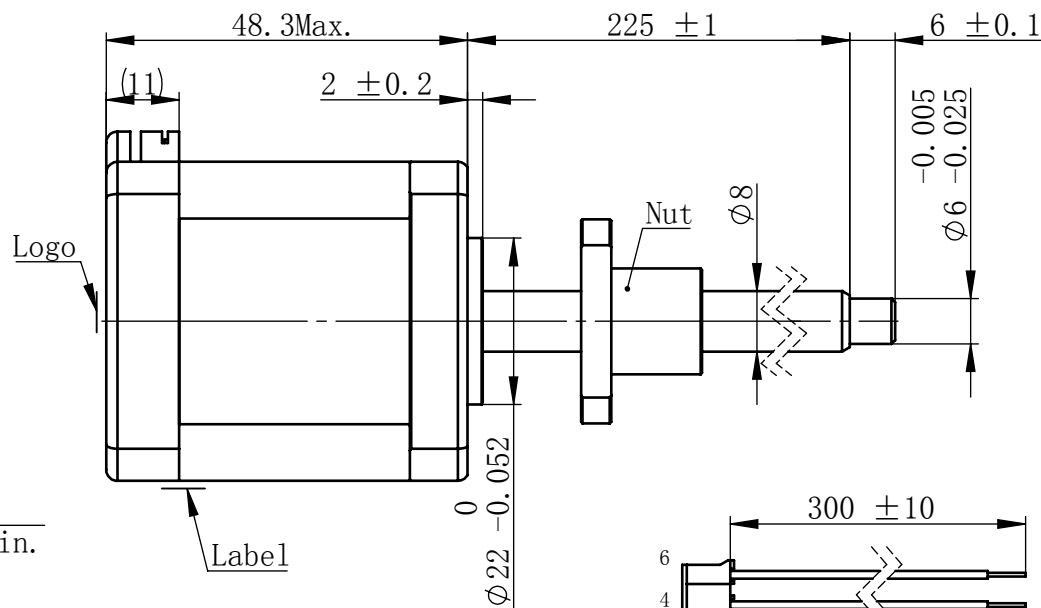 48.3Max.
225 ±1
6 ±0.1
(11)
2 ±0.2
-0.005
φ6 -0.025
φ8
Nut
Logo
0
φ22 -0.052
Label
in.
300 ±10
6
4